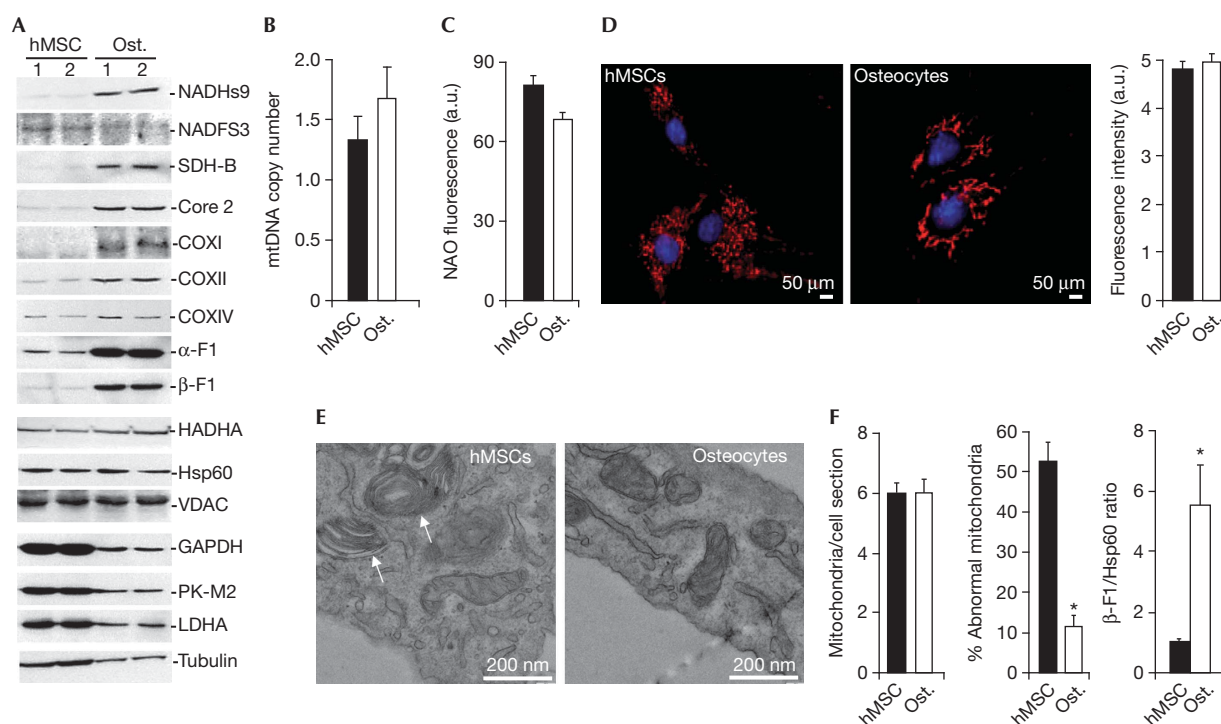 A
hMSC Ost.
1 2 1 2
NADHs9
NADFS3
SDH-B
Core 2
COXI
COXII
COXIV
α-F1
β-F1
HADHA
Hsp60
VDAC
GAPDH
PK-M2
LDHA
Tubulin
B
mtDNA copy number
2.0
1.5
1.0
0.5
0
hMSC
Ost.
C
NAO fluorescence (a.u.)
90
60
30
0
hMSC
Ost.
D
hMSCs
50 μm
Osteocytes
50 μm
Fluorescence intensity (a.u.)
5
4
3
2
1
0
hMSC
Ost.
E
hMSCs
200 nm
Osteocytes
200 nm
F
Mitochondria/cell section
8
6
4
2
0
hMSC
Ost.
% Abnormal mitochondria
60
50
40
30
20
10
0
*
hMSC
Ost.
β-F1/Hsp60 ratio
8
6
4
2
0
*
hMSC
Ost.